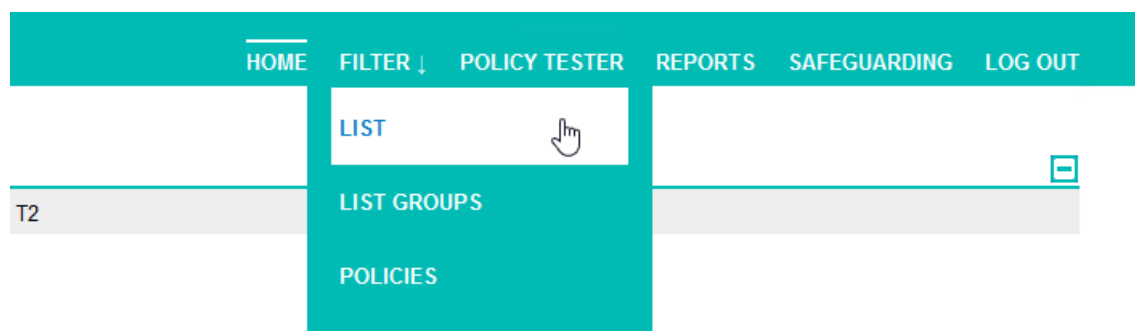 HOME FILTER ↓ POLICY TESTER REPORTS SAFEGUARDING LOG OUT
LIST
LIST GROUPS
T2
POLICIES